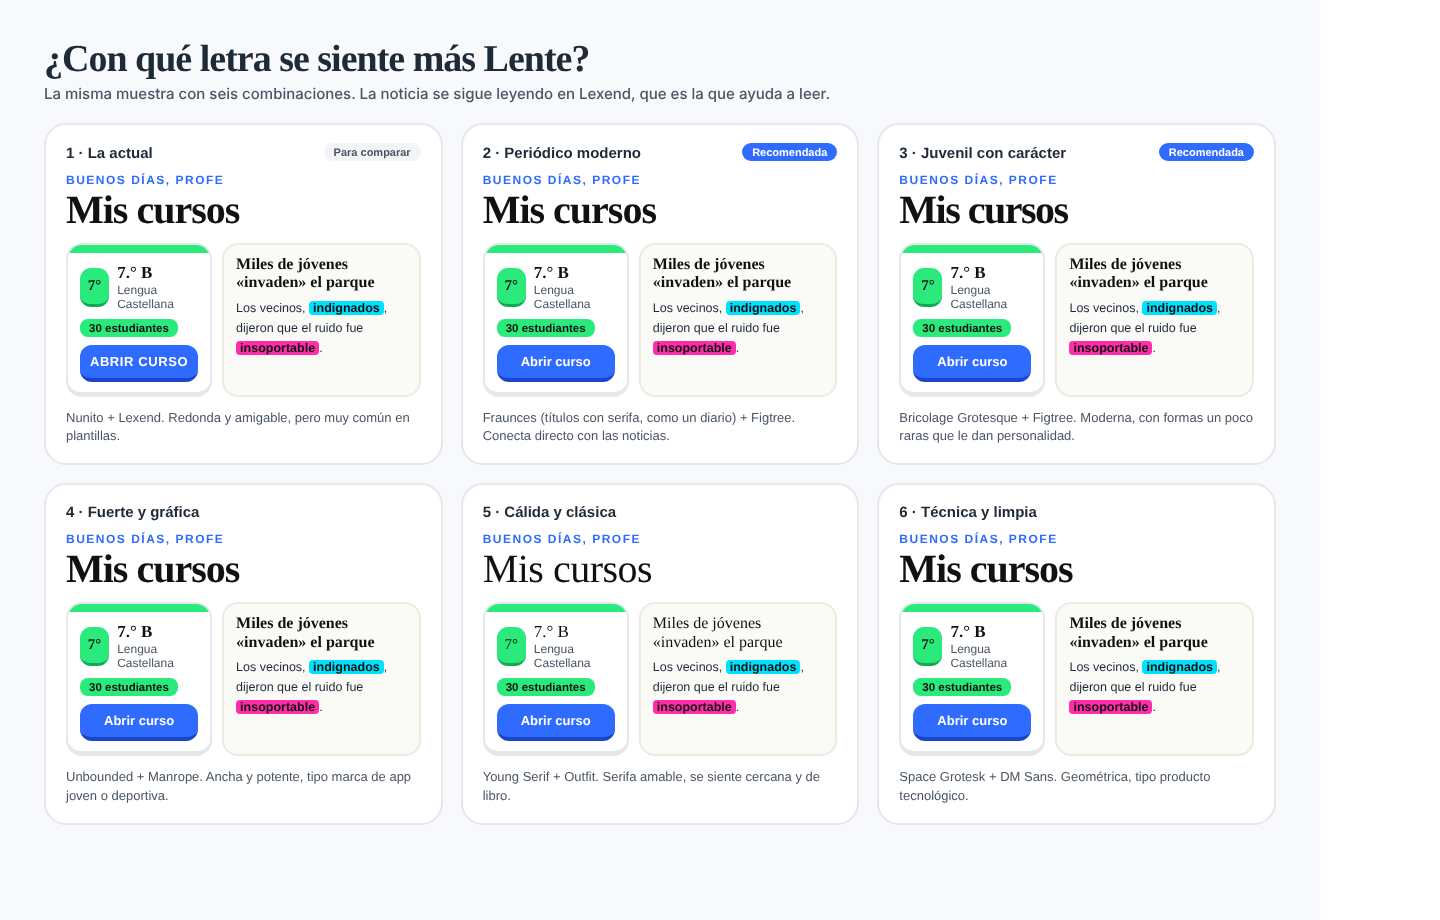 ¿Con qué letra se siente más Lente?
La misma muestra con seis combinaciones. La noticia se sigue leyendo en Lexend, que es la que ayuda a leer.
1 · La actual
Para comparar
BUENOS DÍAS, PROFE
Mis cursos
7°
7.° B
Lengua
Castellana
30 estudiantes
ABRIR CURSO
Miles de jóvenes
«invaden» el parque
Los vecinos, indignados,
dijeron que el ruido fue
insoportable.
Nunito + Lexend. Redonda y amigable, pero muy común en
plantillas.
2 · Periódico moderno
Recomendada
BUENOS DÍAS, PROFE
Mis cursos
7°
7.° B
Lengua
Castellana
30 estudiantes
Abrir curso
Miles de jóvenes
«invaden» el parque
Los vecinos, indignados,
dijeron que el ruido fue
insoportable.
Fraunces (títulos con serifa, como un diario) + Figtree.
Conecta directo con las noticias.
3 · Juvenil con carácter
Recomendada
BUENOS DÍAS, PROFE
Mis cursos
7°
7.° B
Lengua
Castellana
30 estudiantes
Abrir curso
Miles de jóvenes
«invaden» el parque
Los vecinos, indignados,
dijeron que el ruido fue
insoportable.
Bricolage Grotesque + Figtree. Moderna, con formas un poco
raras que le dan personalidad.
4 · Fuerte y gráfica
BUENOS DÍAS, PROFE
Mis cursos
7°
7.° B
Lengua
Castellana
30 estudiantes
Abrir curso
Miles de jóvenes
«invaden» el parque
Los vecinos, indignados,
dijeron que el ruido fue
insoportable.
Unbounded + Manrope. Ancha y potente, tipo marca de app
joven o deportiva.
5 · Cálida y clásica
BUENOS DÍAS, PROFE
Mis cursos
7°
7.° B
Lengua
Castellana
30 estudiantes
Abrir curso
Miles de jóvenes
«invaden» el parque
Los vecinos, indignados,
dijeron que el ruido fue
insoportable.
Young Serif + Outfit. Serifa amable, se siente cercana y de
libro.
6 · Técnica y limpia
BUENOS DÍAS, PROFE
Mis cursos
7°
7.° B
Lengua
Castellana
30 estudiantes
Abrir curso
Miles de jóvenes
«invaden» el parque
Los vecinos, indignados,
dijeron que el ruido fue
insoportable.
Space Grotesk + DM Sans. Geométrica, tipo producto
tecnológico.